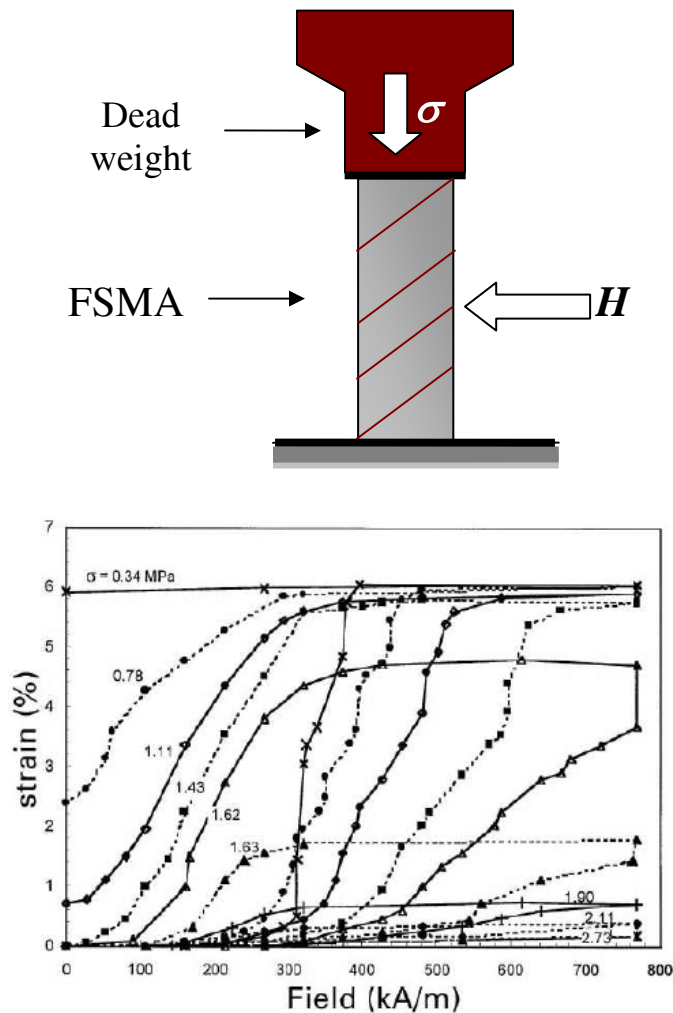 σ
Dead
weight
FSMA
H
7
σ = 0.34 MPa
6
5
0.78
4
1.11
3
1.43
2
1.62
1.63
1
1.90
2.11
2.73
0
strain (%)
0 100 200 300 400 500 600 700 800
Field (kA/m)